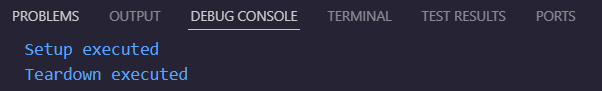 PROBLEMS OUTPUT DEBUG CONSOLE TERMINAL TEST RESULTS PORTS
Setup executed
Teardown executed